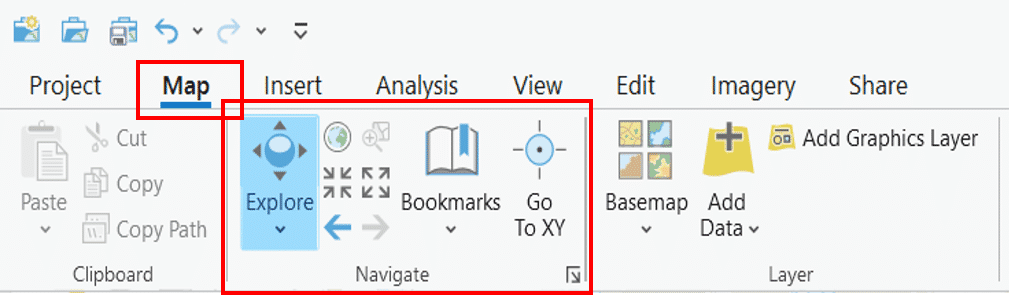 Project Map Insert Analysis View Edit Imagery Share
Paste
Cut
Copy
Copy Path
Clipboard
Explore
Bookmarks
Go
To XY
Navigate
Basemap
Add
Data
Add Graphics Layer
Layer